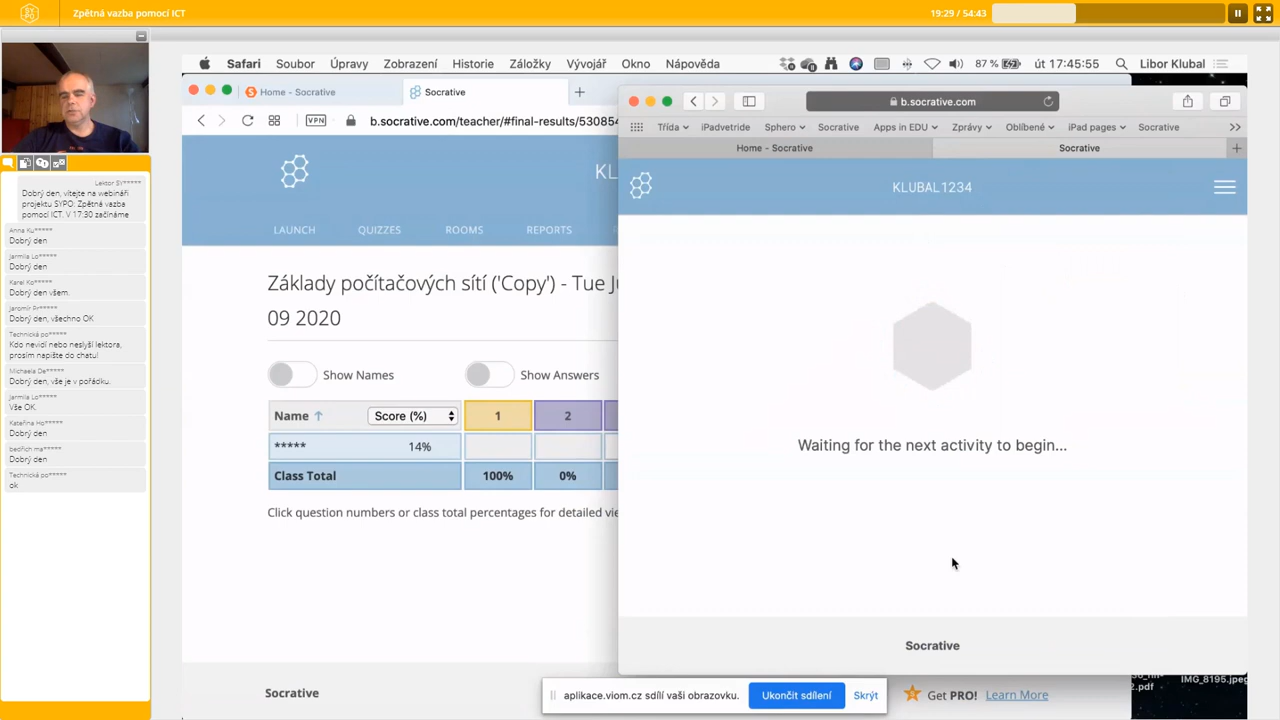 Zpětná vazba pomocí ICT
19:29 / 54:43
Lektor SY*****
Dobrý den, vítejte na webináři
projektu SYPO: Zpětná vazba
pomocí ICT. V 17:30 začínáme
Anna Ku*****
Dobrý den
Jarmila Lo*****
Dobrý den
Karel Ko*****
Dobrý den všem.
Jaromír Pr*****
Dobrý den, všechno OK
Technická po*****
Kdo nevidí nebo neslyší lektora,
prosím napište do chatu!
Michaela De*****
Dobrý den, vše je v pořádku.
Jarmila Lo*****
Vše OK.
Kateřina Ho*****
Dobrý den
bedřich ma*****
Dobrý den
Technická po*****
ok
Safari Soubor Úpravy Zobrazení Historie Záložky Vývojář Okno Nápověda
87 % út 17:45:55 Libor Klubal
Home - Socrative
Socrative
VPN b.socrative.com/teacher/#final-results/530854
KL
LAUNCH QUIZZES ROOMS REPORTS
Základy počítačových sítí ('Copy') - Tue Ju
09 2020
Show Names Show Answers
Name ↑ Score (%) 1 2
***** 14%
Class Total 100% 0%
Click question numbers or class total percentages for detailed vie
Socrative
b.socrative.com
Třída iPadvetride Sphero Socrative Apps in EDU Zprávy Oblíbené iPad pages Socrative
Home - Socrative Socrative
KLUBAL1234
Waiting for the next activity to begin...
Socrative
aplikace.viom.cz sdílí vaši obrazovku. Ukončit sdílení Skrýt
Get PRO! Learn More
2.pdf
IMG_8195.jpeg